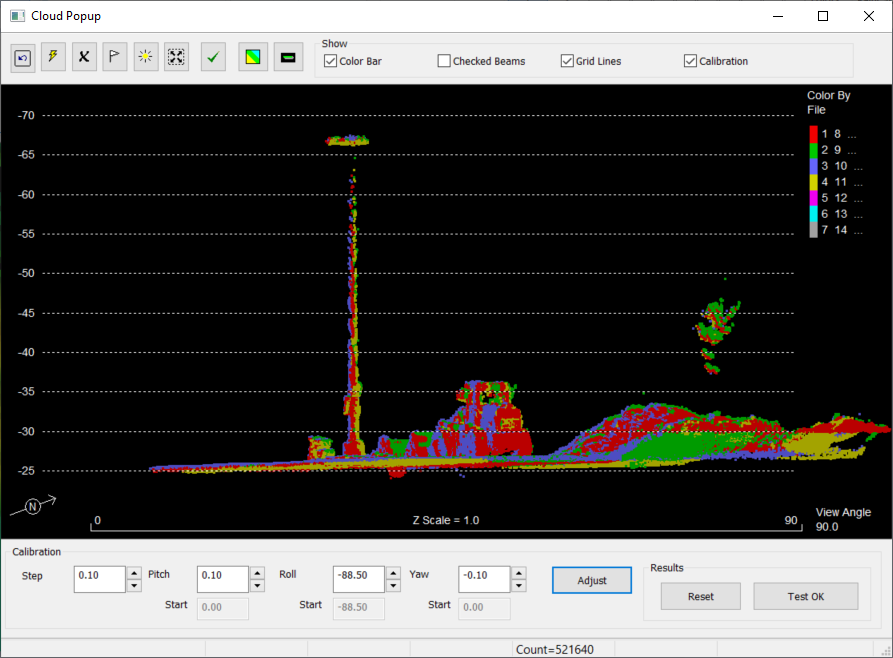 Cloud Popup
Show
Color Bar
Checked Beams
Grid Lines
Calibration
Color By
File
1 8 ...
2 9 ...
3 10 ...
4 11 ...
5 12 ...
6 13 ...
7 14 ...
-70
-65
-60
-55
-50
-45
-40
-35
-30
-25
N
0
Z Scale = 1.0
90
View Angle
90.0
Calibration
Step 0.10 Pitch 0.10 Roll -88.50 Yaw -0.10 Adjust
Start 0.00 Start -88.50 Start 0.00
Results
Reset Test OK
Count=521640